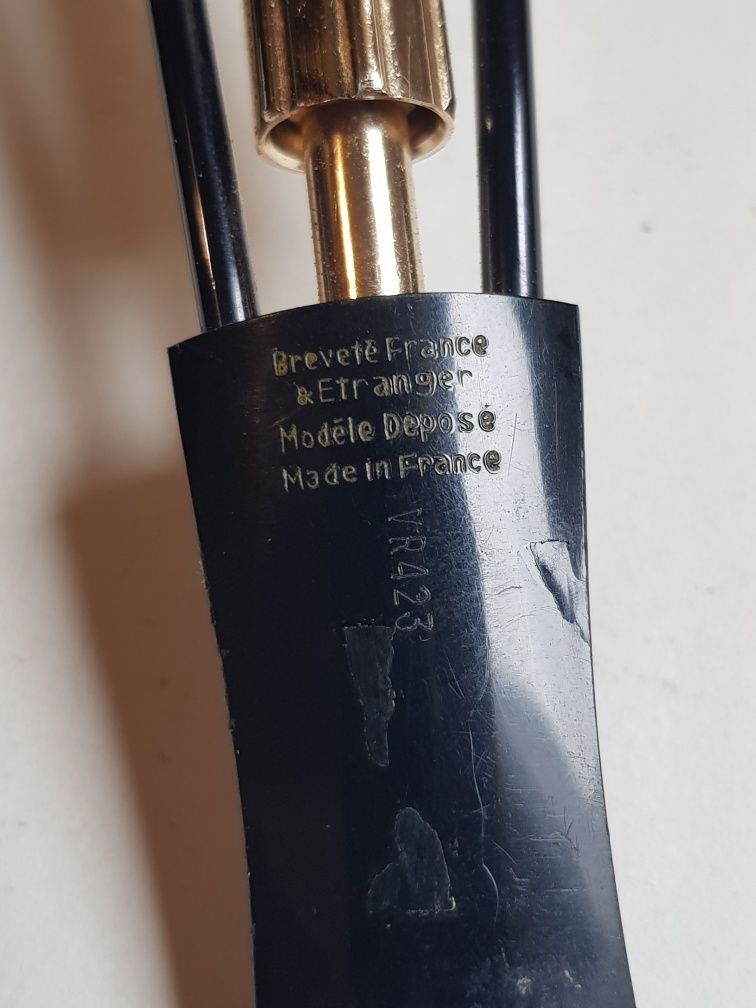 Breveté France
& Etranger
Modèle Déposé
Made in France
VR423